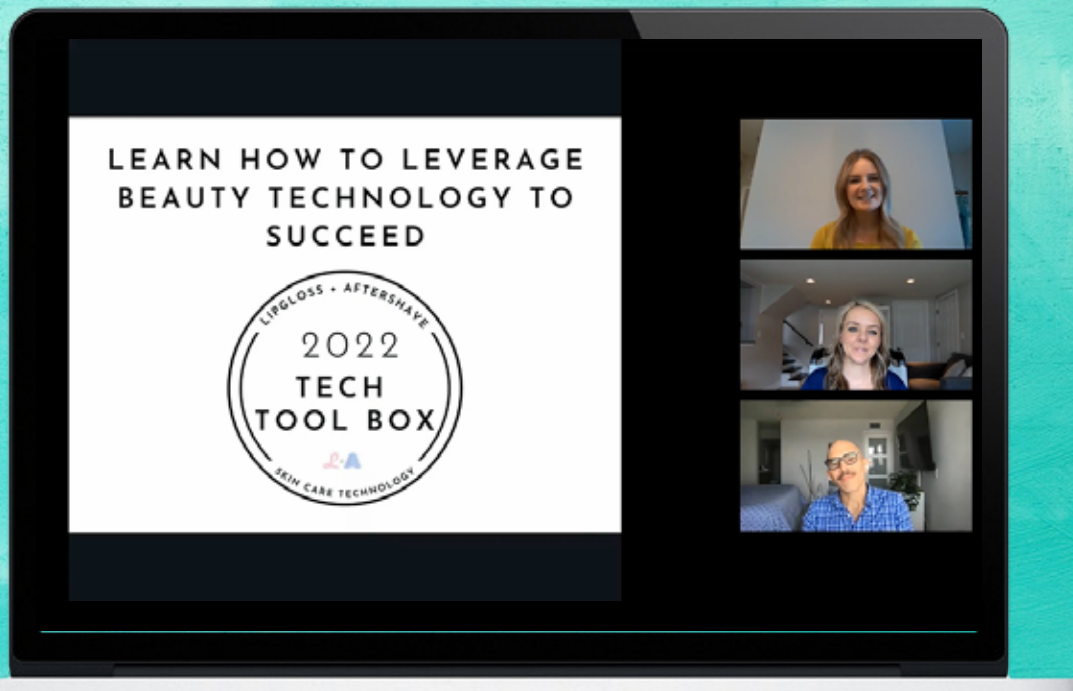 LEARN HOW TO LEVERAGE
BEAUTY TECHNOLOGY TO
SUCCEED
LIPGLOSS + AFTERSHAVE
2022
TECH
TOOL BOX
L+A
SKIN CARE TECHNOLOGY